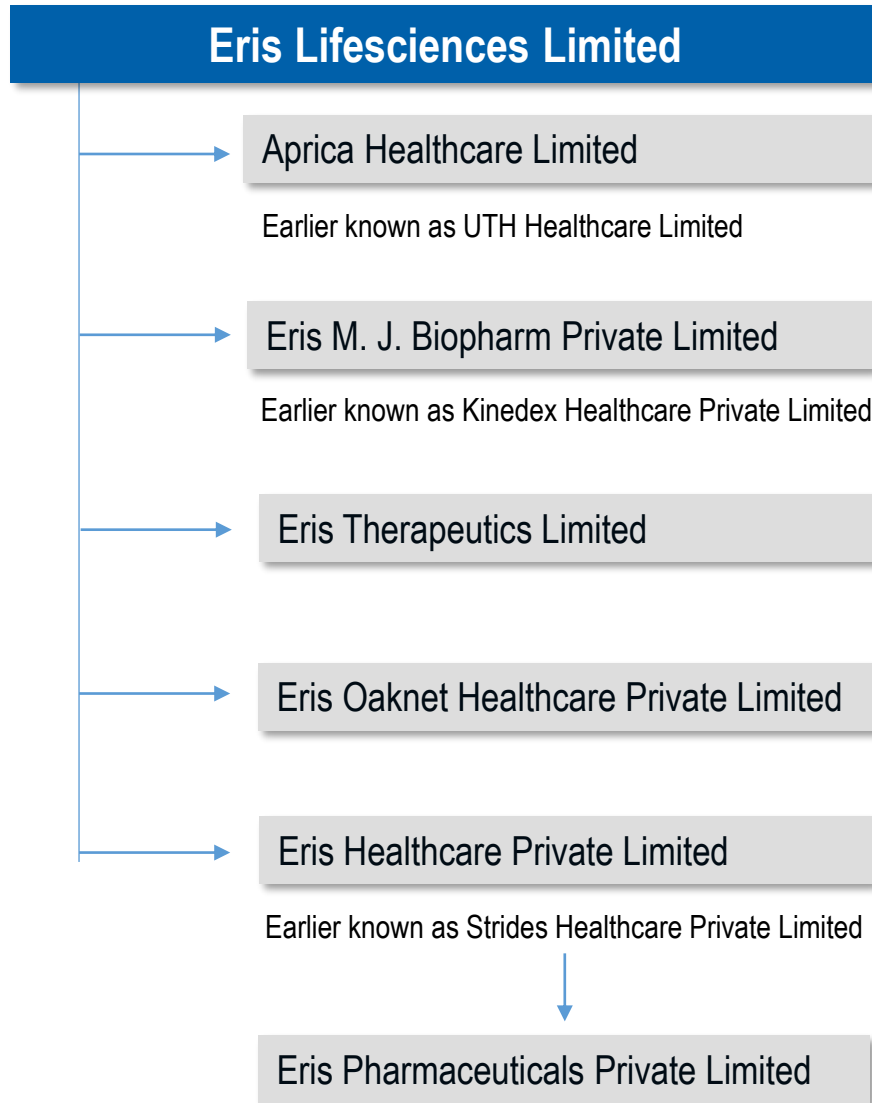 Eris Lifesciences Limited
Aprica Healthcare Limited
Earlier known as UTH Healthcare Limited
Eris M. J. Biopharm Private Limited
Earlier known as Kinedex Healthcare Private Limited
Eris Therapeutics Limited
Eris Oaknet Healthcare Private Limited
Eris Healthcare Private Limited
Earlier known as Strides Healthcare Private Limited
Eris Pharmaceuticals Private Limited